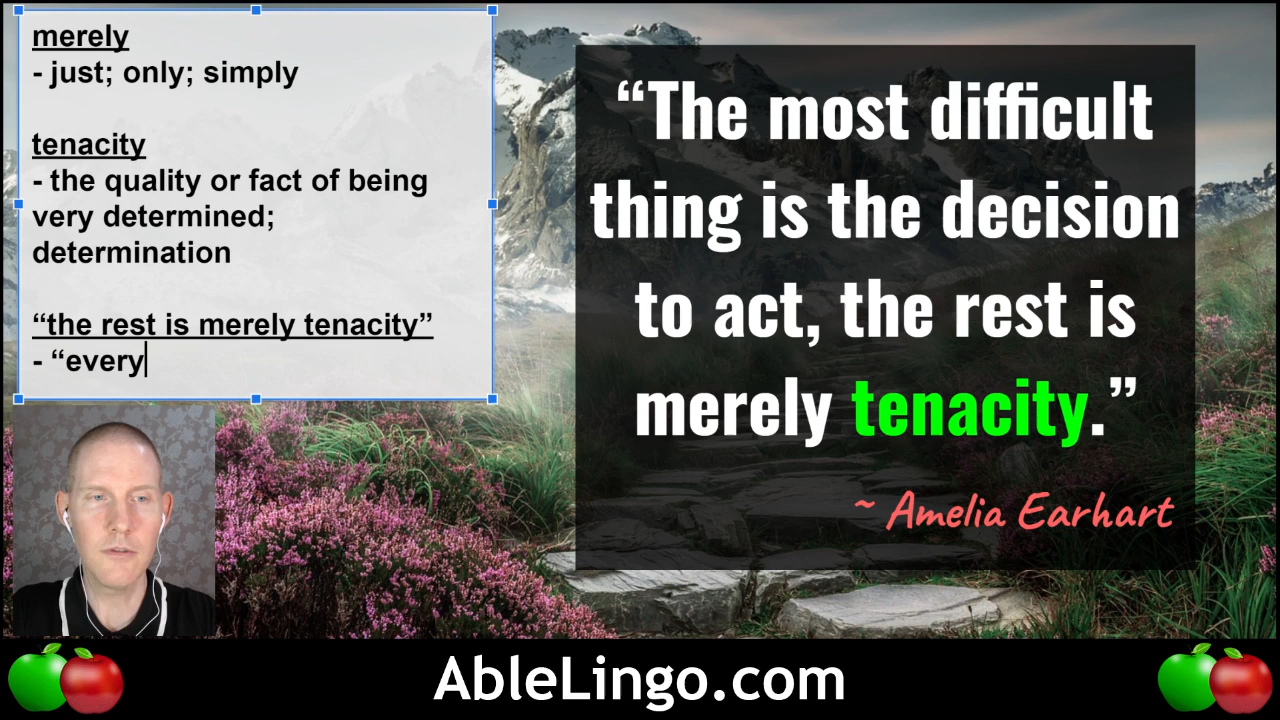 merely
- just; only; simply
tenacity
- the quality or fact of being
very determined;
determination
“the rest is merely tenacity”
- “every
“The most difficult
thing is the decision
to act, the rest is
merely tenacity.”
~ Amelia Earhart
AbleLingo.com